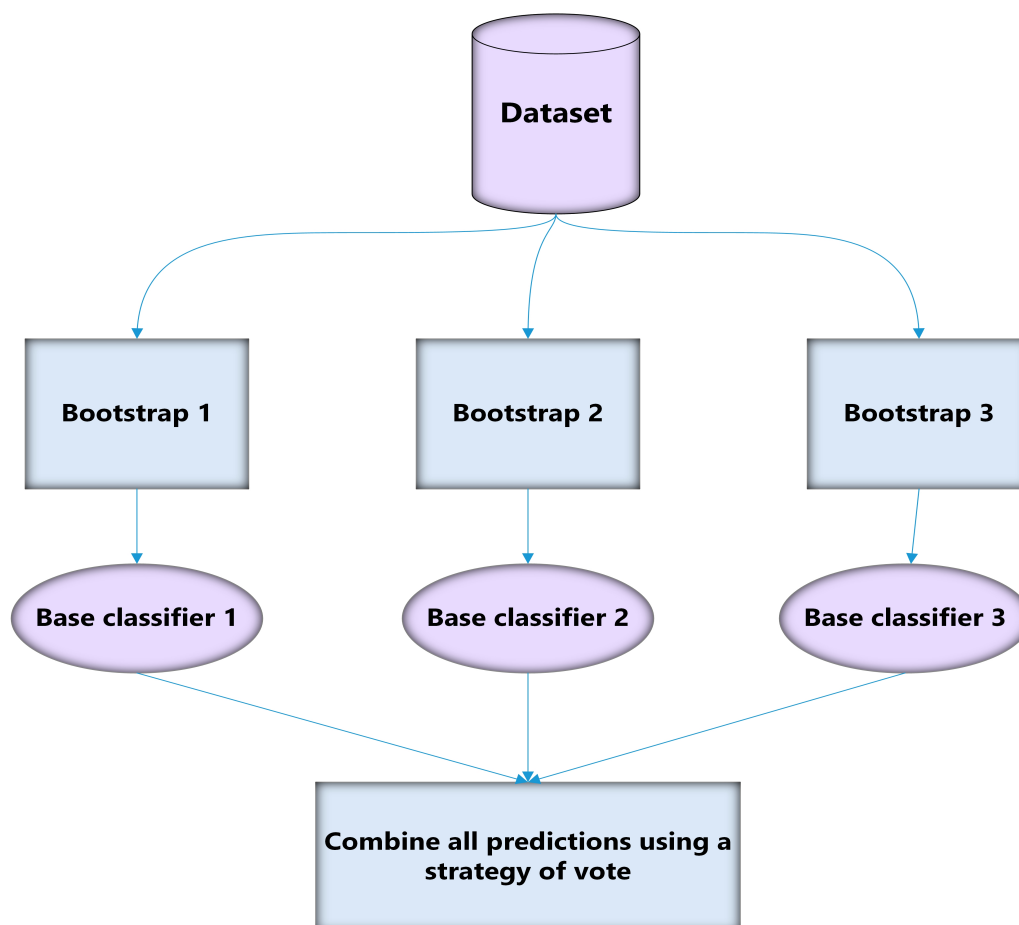 Dataset
Bootstrap 1
Bootstrap 2
Bootstrap 3
Base classifier 1
Base classifier 2
Base classifier 3
Combine all predictions using a
strategy of vote